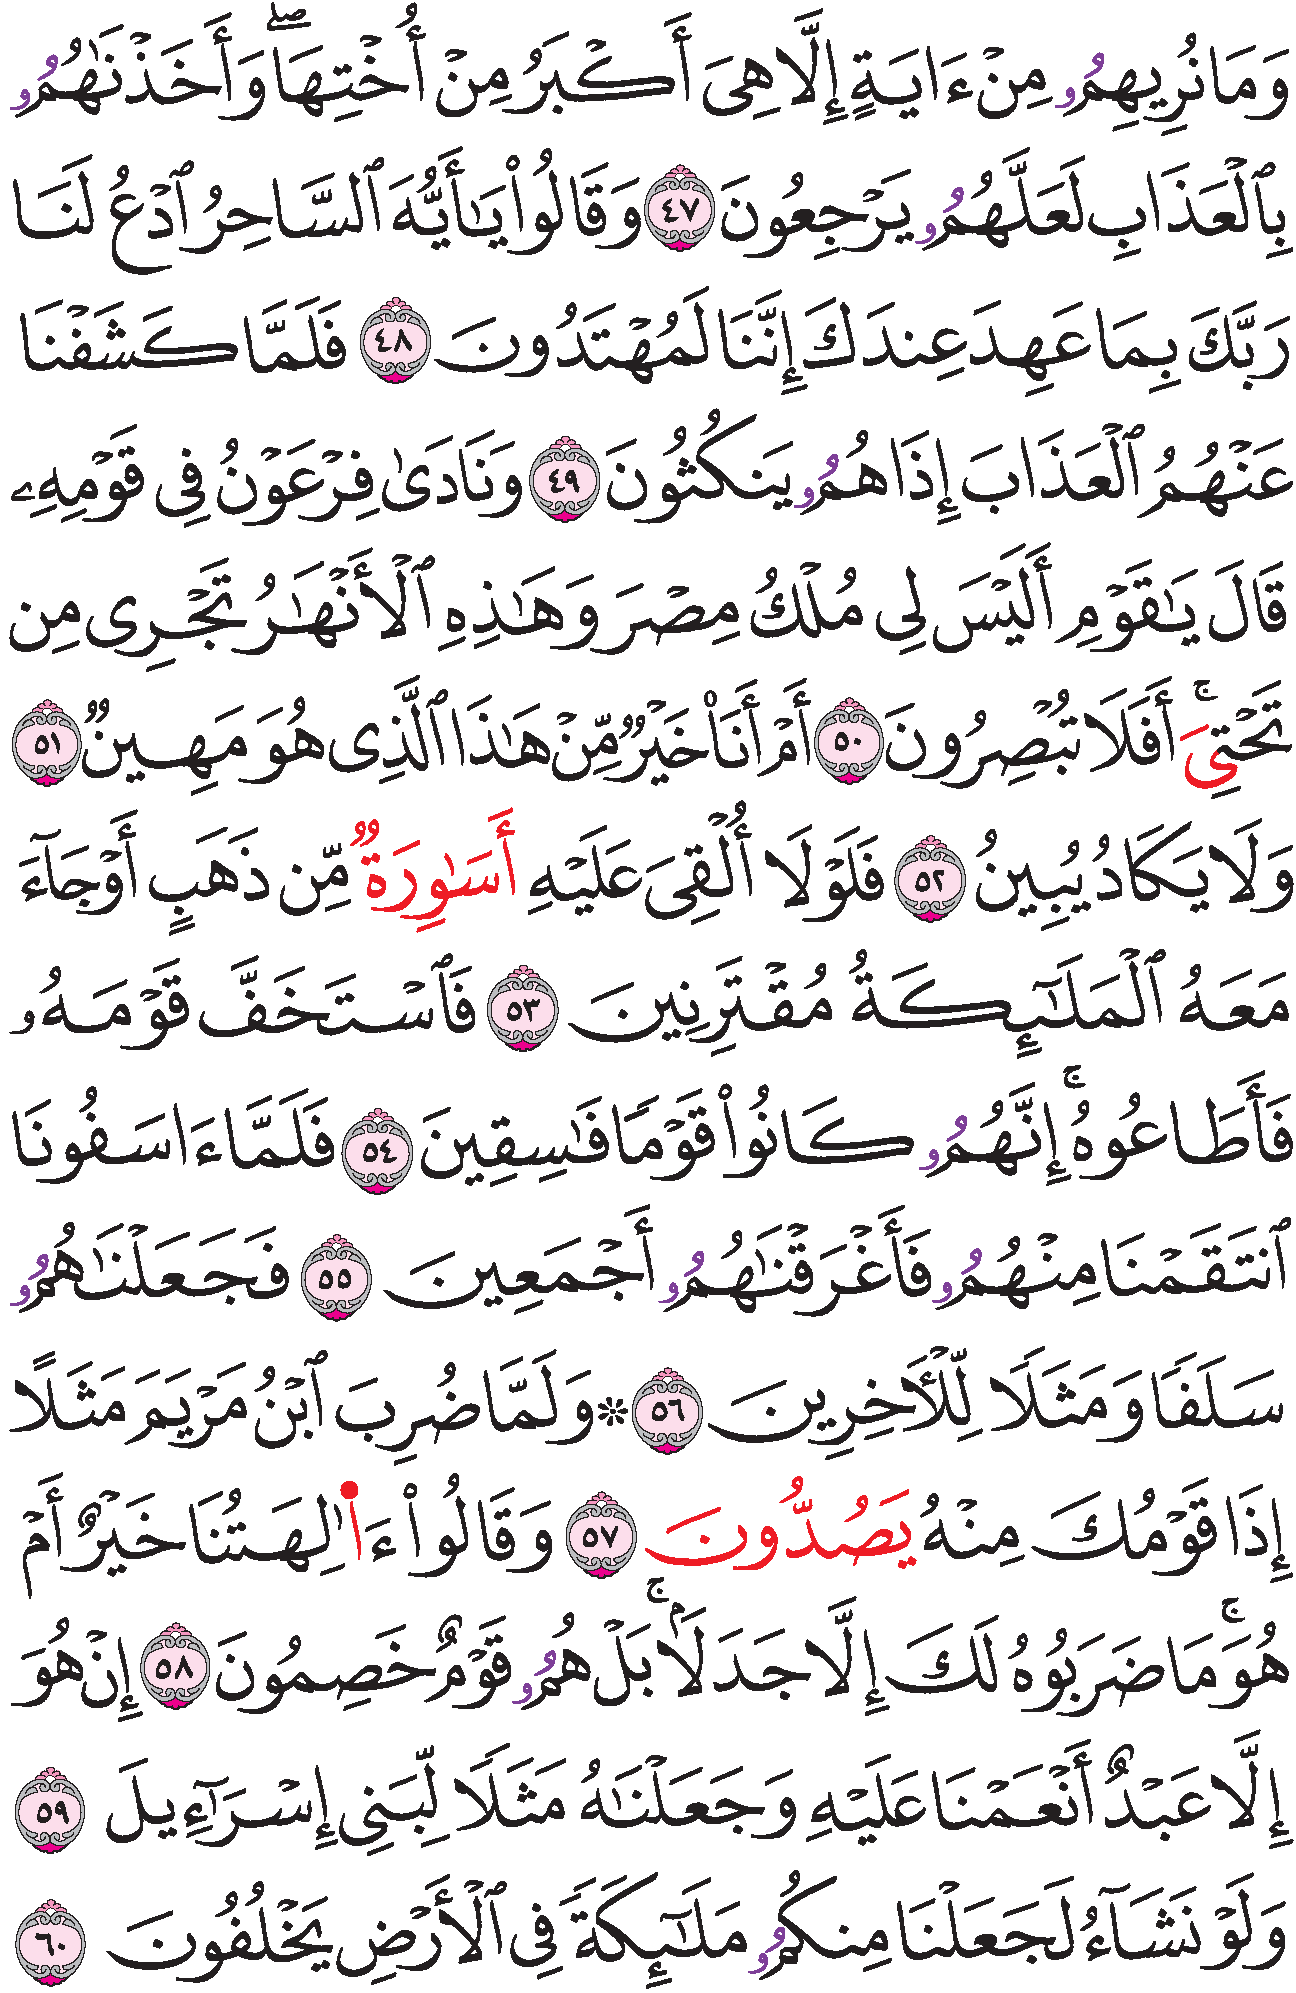 وَمَا نُرِيهِمُۥ مِنۡ ءَايَةٍ إِلَّا هِيَ أَكۡبَرُ مِنۡ أُخۡتِهَاۖ وَأَخَذۡنَٰهُمُۥ
بِٱلۡعَذَابِ لَعَلَّهُمُۥ يَرۡجِعُونَ ٤٧ وَقَالُواْ يَٰٓأَيُّهَ ٱلسَّاحِرُ ٱدۡعُ لَنَا
رَبَّكَ بِمَا عَهِدَ عِندَكَ إِنَّنَا لَمُهۡتَدُونَ ٤٨ فَلَمَّا كَشَفۡنَا
عَنۡهُمُ ٱلۡعَذَابَ إِذَا هُمُۥ يَنكُثُونَ ٤٩ وَنَادَىٰ فِرۡعَوۡنُ فِي قَوۡمِهِۦ
قَالَ يَٰقَوۡمِ أَلَيۡسَ لِي مُلۡكُ مِصۡرَ وَهَٰذِهِ ٱلۡأَنۡهَٰرُ تَجۡرِي مِن
تَحۡتِيَۚ أَفَلَا تُبۡصِرُونَ ٥٠ أَمۡ أَنَا۠ خَيۡرٞ مِّنۡ هَٰذَا ٱلَّذِي هُوَ مَهِينٞ ٥١
وَلَا يَكَادُ يُبِينُ ٥٢ فَلَوۡلَا أُلۡقِيَ عَلَيۡهِ أَسَٰوِرَةٞ مِّن ذَهَبٍ أَوۡ جَآءَ
مَعَهُ ٱلۡمَلَٰٓئِكَةُ مُقۡتَرِنِينَ ٥٣ فَٱسۡتَخَفَّ قَوۡمَهُۥ
فَأَطَاعُوهُۚ إِنَّهُمُۥ كَانُواْ قَوۡمٗا فَٰسِقِينَ ٥٤ فَلَمَّا ءَاسَفُونَا
ٱنتَقَمۡنَا مِنۡهُمُۥ فَأَغۡرَقۡنَٰهُمُۥ أَجۡمَعِينَ ٥٥ فَجَعَلۡنَٰهُمُۥ
سَلَفٗا وَمَثَلٗا لِّلۡأٓخِرِينَ ٥٦ ۞ وَلَمَّا ضُرِبَ ٱبۡنُ مَرۡيَمَ مَثَلًا
إِذَا قَوۡمُكَ مِنۡهُ يَصُدُّونَ ٥٧ وَقَالُواْ ءَاٰ۬لِهَتُنَا خَيۡرٌ أَمۡ
هُوَۚ مَا ضَرَبُوهُ لَكَ إِلَّا جَدَلَۢاۚ بَلۡ هُمُۥ قَوۡمٌ خَصِمُونَ ٥٨ إِنۡ هُوَ
إِلَّا عَبۡدٌ أَنۡعَمۡنَا عَلَيۡهِ وَجَعَلۡنَٰهُ مَثَلٗا لِّبَنِي إِسۡرَٰٓءِيلَ ٥٩
وَلَوۡ نَشَآءُ لَجَعَلۡنَا مِنكُمُۥ مَلَٰٓئِكَةٗ فِي ٱلۡأَرۡضِ يَخۡلُفُونَ ٦٠